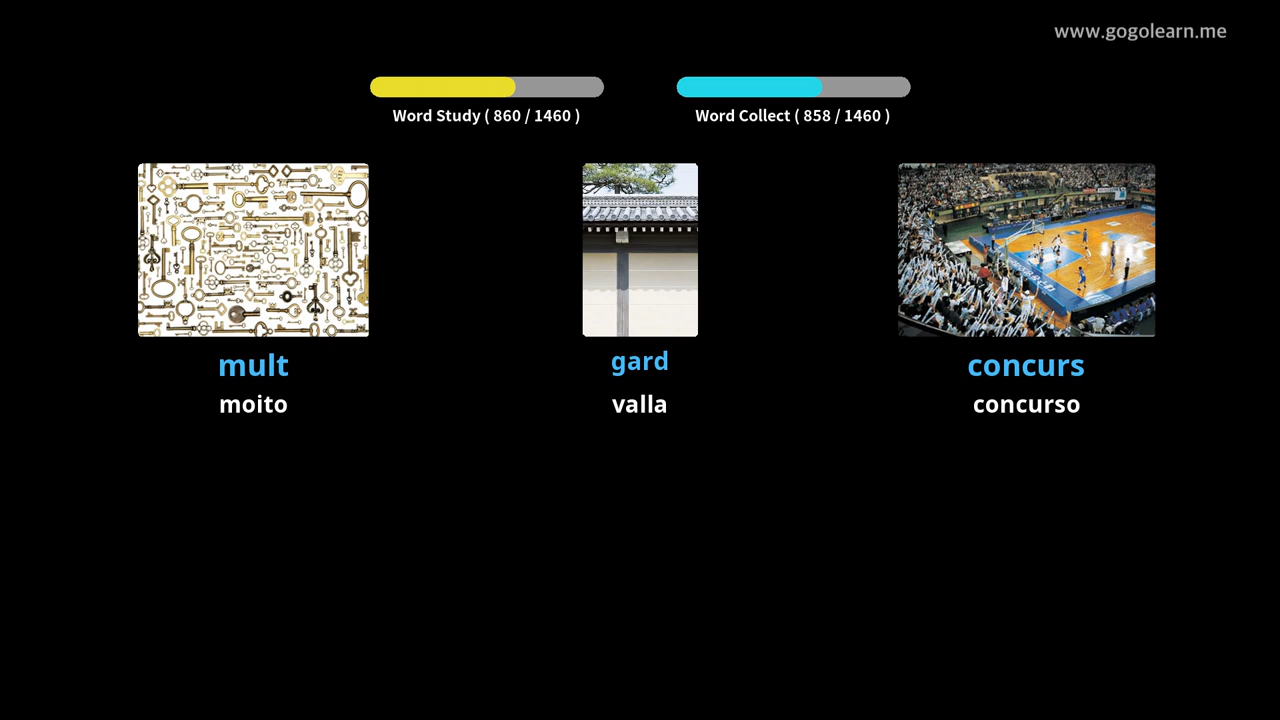 www.gogolearn.me
Word Study ( 860 / 1460 )
Word Collect ( 858 / 1460 )
mult
gard
concurs
moito
valla
concurso